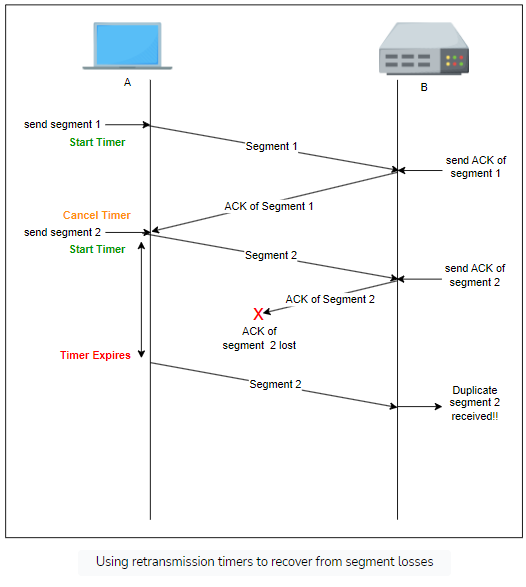 A
B
send segment 1
Start Timer
Segment 1
send ACK of
segment 1
ACK of Segment 1
Cancel Timer
send segment 2
Start Timer
Segment 2
send ACK of
segment 2
ACK of Segment 2
X
ACK of
segment 2 lost
Timer Expires
Segment 2
Duplicate
segment 2
received!!
Using retransmission timers to recover from segment losses